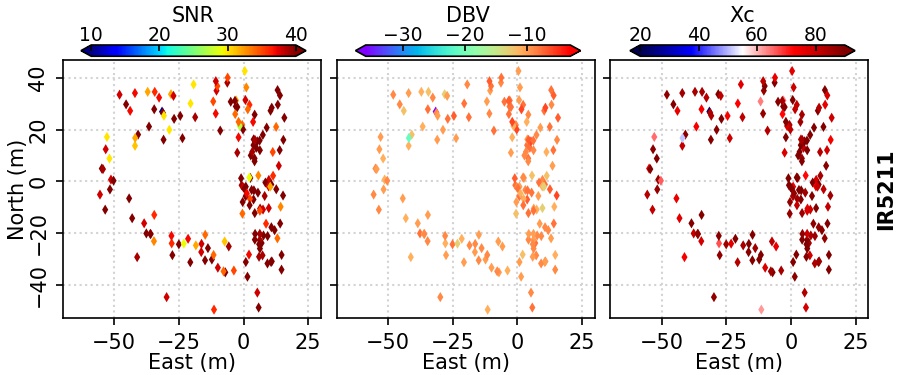 SNR DBV Xc
10 20 30 40 −30 −20 −10 20 40 60 80
40
20
0
−20
−40
North (m)
IR5211
−50 −25 0 25 −50 −25 0 25 −50 −25 0 25
East (m) East (m) East (m)